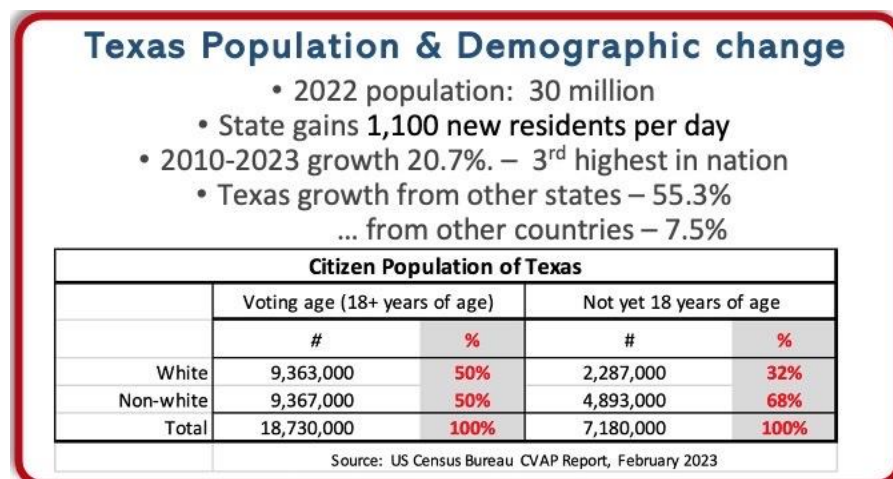 Texas Population & Demographic change
• 2022 population: 30 million
• State gains 1,100 new residents per day
• 2010-2023 growth 20.7%. – 3rd highest in nation
• Texas growth from other states – 55.3%
... from other countries – 7.5%
Citizen Population of Texas
Voting age (18+ years of age) Not yet 18 years of age
# % # %
White 9,363,000 50% 2,287,000 32%
Non-white 9,367,000 50% 4,893,000 68%
Total 18,730,000 100% 7,180,000 100%
Source: US Census Bureau CVAP Report, February 2023